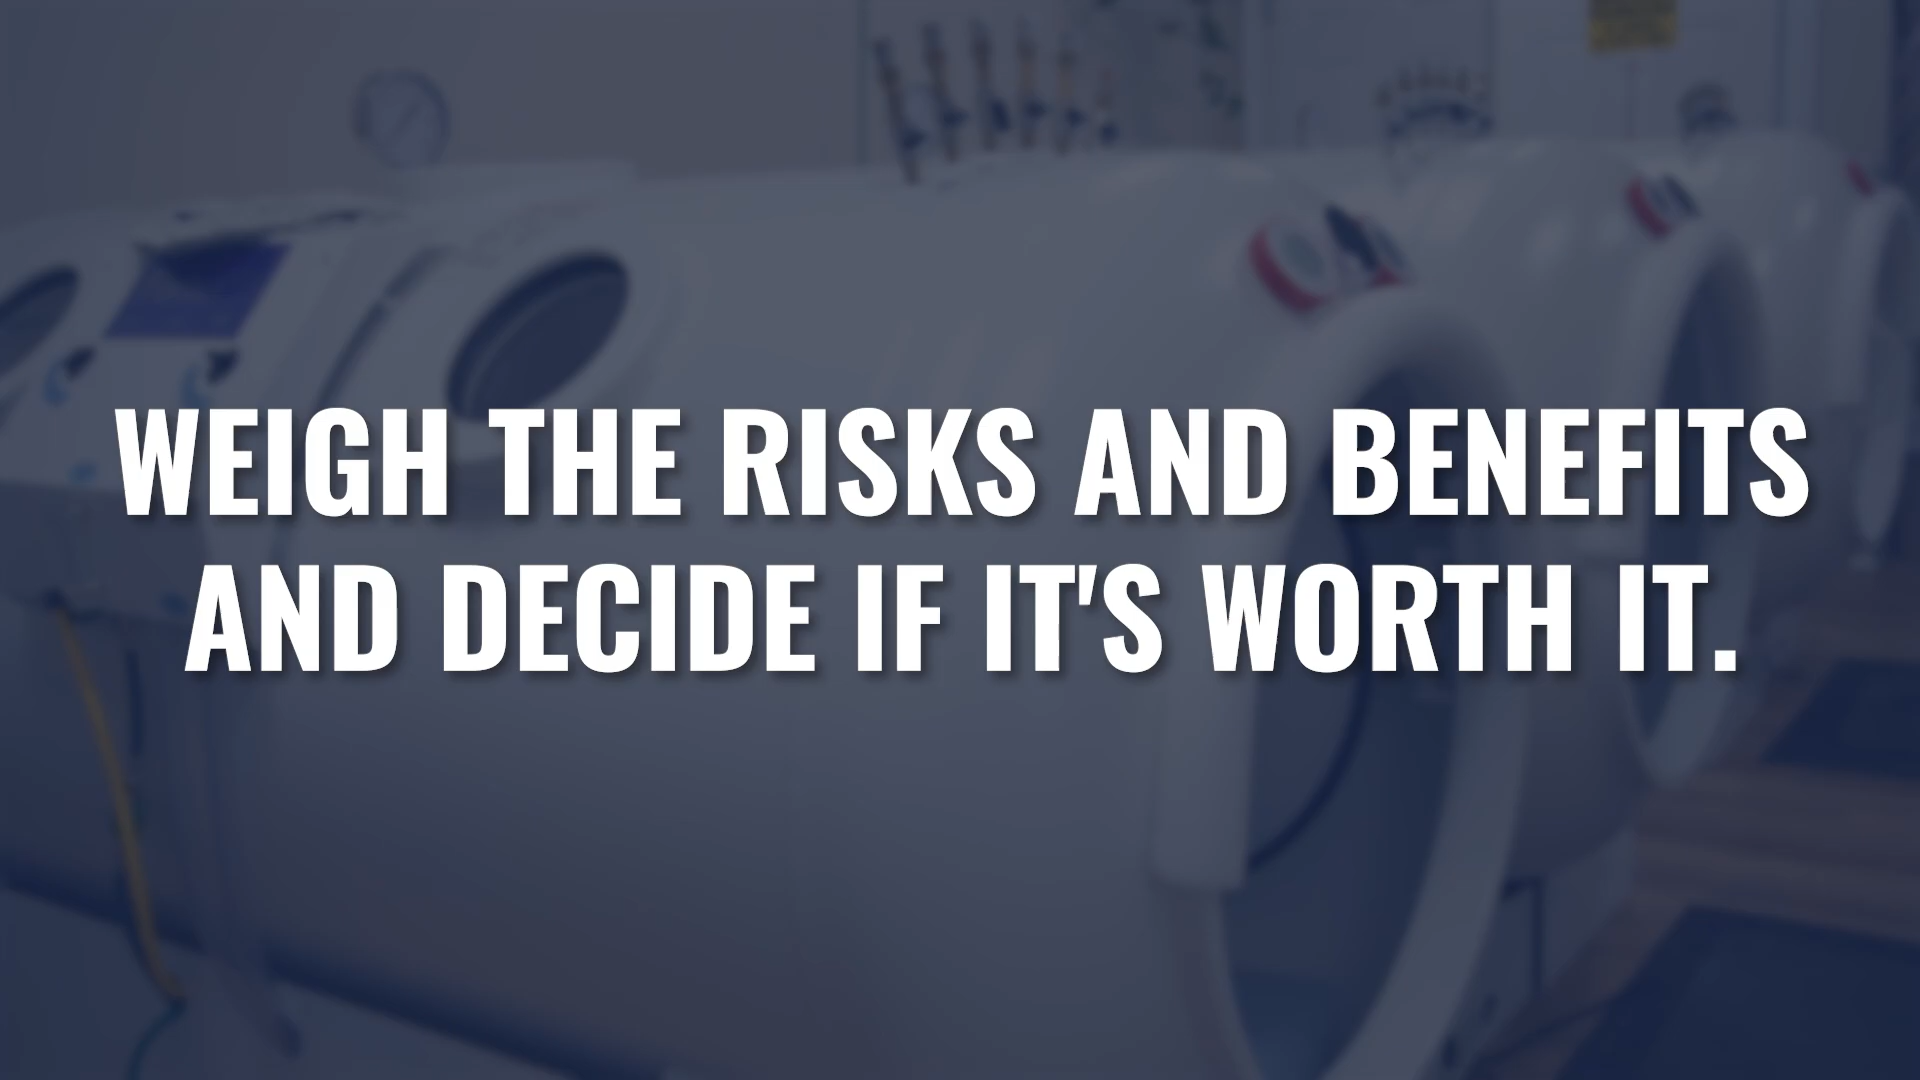 WEIGH THE RISKS AND BENEFITS
AND DECIDE IF IT'S WORTH IT.